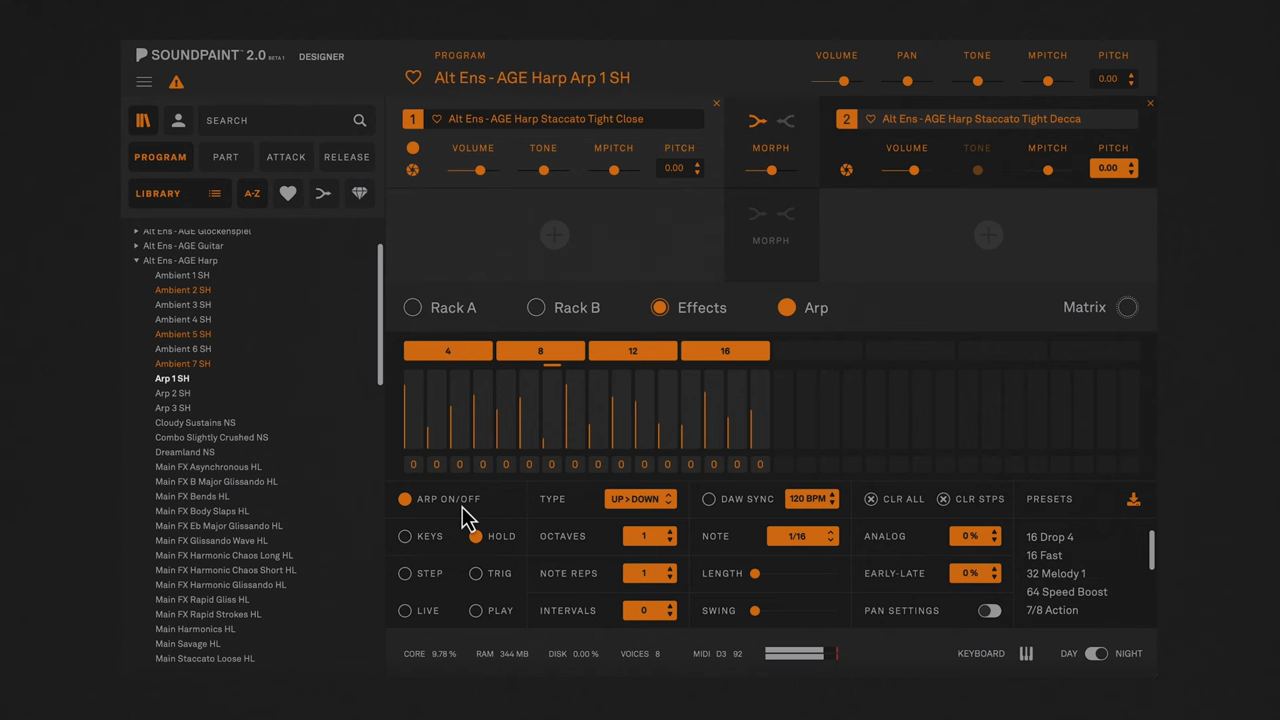 SOUNDPAINT™ 2.0 BETA 1 DESIGNER
SEARCH
PROGRAM PART ATTACK RELEASE
LIBRARY A-Z
Alt Ens - AGE Glockenspiel
Alt Ens - AGE Guitar
Alt Ens - AGE Harp
Ambient 1 SH
Ambient 2 SH
Ambient 3 SH
Ambient 4 SH
Ambient 5 SH
Ambient 6 SH
Ambient 7 SH
Arp 1 SH
Arp 2 SH
Arp 3 SH
Cloudy Sustains NS
Combo Slightly Crushed NS
Dreamland NS
Main FX Asynchronous HL
Main FX B Major Glissando HL
Main FX Bends HL
Main FX Body Slaps HL
Main FX Eb Major Glissando HL
Main FX Glissando Wave HL
Main FX Harmonic Chaos Long HL
Main FX Harmonic Chaos Short HL
Main FX Harmonic Glissando HL
Main FX Rapid Gliss HL
Main FX Rapid Strokes HL
Main Harmonics HL
Main Savage HL
Main Staccato Loose HL
PROGRAM
Alt Ens - AGE Harp Arp 1 SH
VOLUME PAN TONE MPITCH PITCH
0.00
1 Alt Ens - AGE Harp Staccato Tight Close
VOLUME TONE MPITCH PITCH
0.00
MORPH
2 Alt Ens - AGE Harp Staccato Tight Decca
VOLUME TONE MPITCH PITCH
0.00
MORPH
Rack A Rack B Effects Arp Matrix
4 8 12 16
0 0 0 0 0 0 0 0 0 0 0 0 0 0 0 0
ARP ON/OFF TYPE UP > DOWN DAW SYNC 120 BPM CLR ALL CLR STPS PRESETS
KEYS HOLD OCTAVES 1 NOTE 1/16 ANALOG 0 % 16 Drop 4
16 Fast
STEP TRIG NOTE REPS 1 LENGTH EARLY-LATE 0 % 32 Melody 1
64 Speed Boost
LIVE PLAY INTERVALS 0 SWING PAN SETTINGS 7/8 Action
CORE 9.78 % RAM 344 MB DISK 0.00 % VOICES 8 MIDI D3 92 KEYBOARD DAY NIGHT